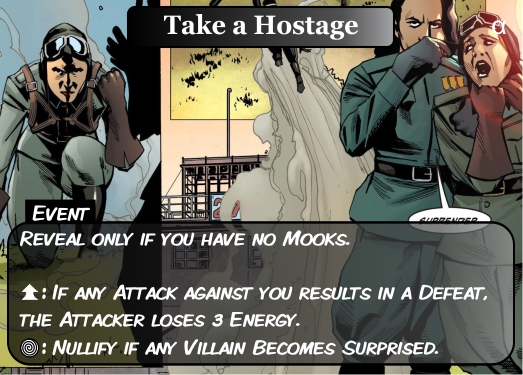 Take a Hostage
Event
Reveal only if you have no Mooks.
: If any Attack against you results in a Defeat,
the Attacker loses 3 Energy.
: Nullify if any Villain Becomes Surprised.